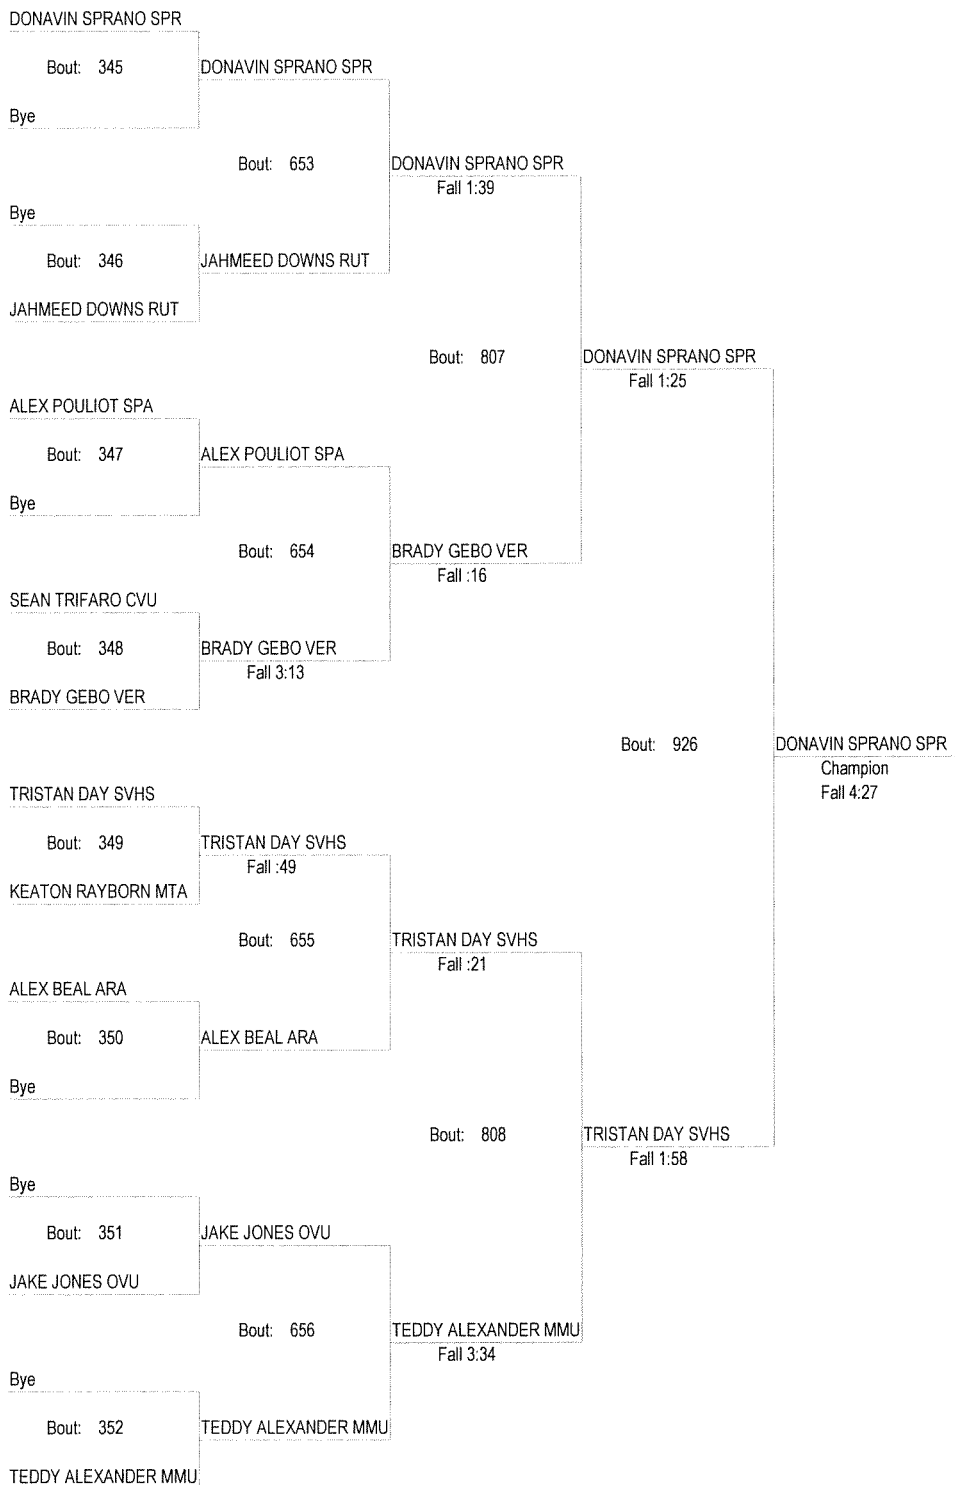 DONAVIN SPRANO SPR
Bout: 345 DONAVIN SPRANO SPR
Bye
Bout: 653 DONAVIN SPRANO SPR
Fall 1:39
Bye
Bout: 346 JAHMEED DOWNS RUT
JAHMEED DOWNS RUT
Bout: 807 DONAVIN SPRANO SPR
Fall 1:25
ALEX POULIOT SPA
Bout: 347 ALEX POULIOT SPA
Bye
Bout: 654 BRADY GEBO VER
Fall :16
SEAN TRIFARO CVU
Bout: 348 BRADY GEBO VER
Fall 3:13
BRADY GEBO VER
Bout: 926 DONAVIN SPRANO SPR
Champion
Fall 4:27
TRISTAN DAY SVHS
Bout: 349 TRISTAN DAY SVHS
Fall :49
KEATON RAYBORN MTA
Bout: 655 TRISTAN DAY SVHS
Fall :21
ALEX BEAL ARA
Bout: 350 ALEX BEAL ARA
Bye
Bout: 808 TRISTAN DAY SVHS
Fall 1:58
Bye
Bout: 351 JAKE JONES OVU
JAKE JONES OVU
Bout: 656 TEDDY ALEXANDER MMU
Fall 3:34
Bye
Bout: 352 TEDDY ALEXANDER MMU
TEDDY ALEXANDER MMU